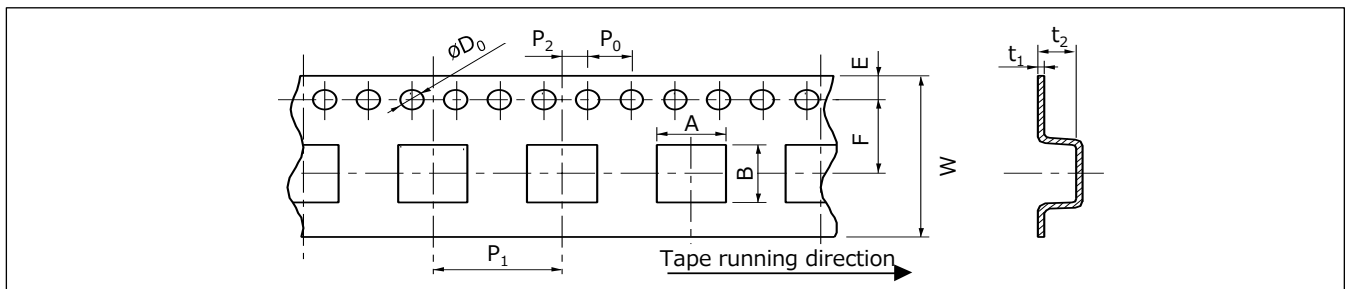 øD₀
P₂
P₀
A
B
P₁
E
F
W
t₁
t₂
Tape running direction